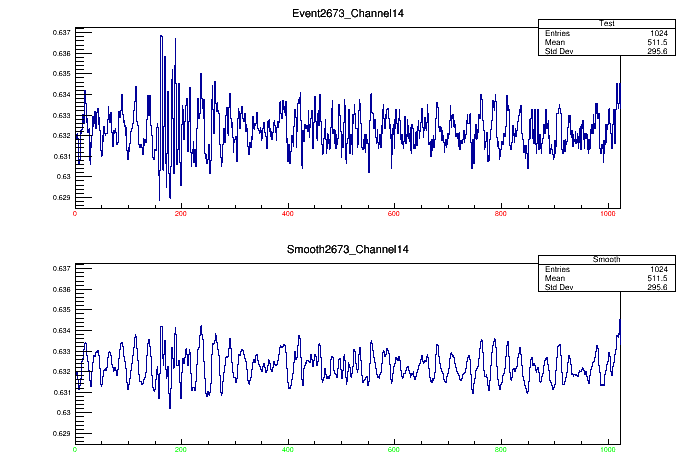 Event2673_Channel14
Test
Entries 1024
Mean 511.5
Std Dev 295.6
0.637
0.636
0.635
0.634
0.633
0.632
0.631
0.63
0.629
0 200 400 600 800 1000
Smooth2673_Channel14
Smooth
Entries 1024
Mean 511.5
Std Dev 295.6
0.637
0.636
0.635
0.634
0.633
0.632
0.631
0.63
0.629
0 200 400 600 800 1000